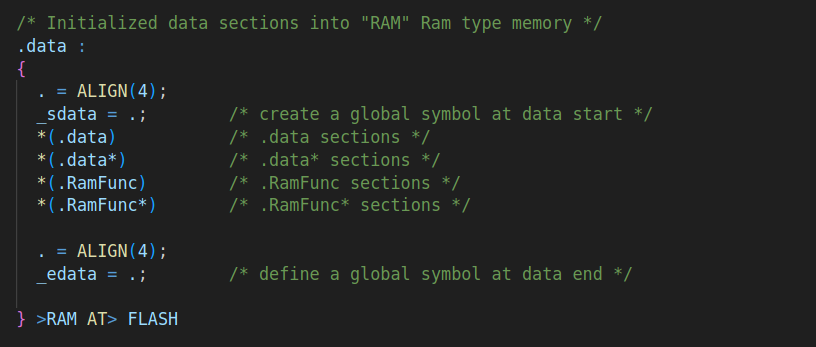 /* Initialized data sections into "RAM" Ram type memory */
.data :
{
  . = ALIGN(4);
  _sdata = .;        /* create a global symbol at data start */
  *(.data)           /* .data sections */
  *(.data*)          /* .data* sections */
  *(.RamFunc)        /* .RamFunc sections */
  *(.RamFunc*)       /* .RamFunc* sections */

  . = ALIGN(4);
  _edata = .;        /* define a global symbol at data end */

} >RAM AT> FLASH